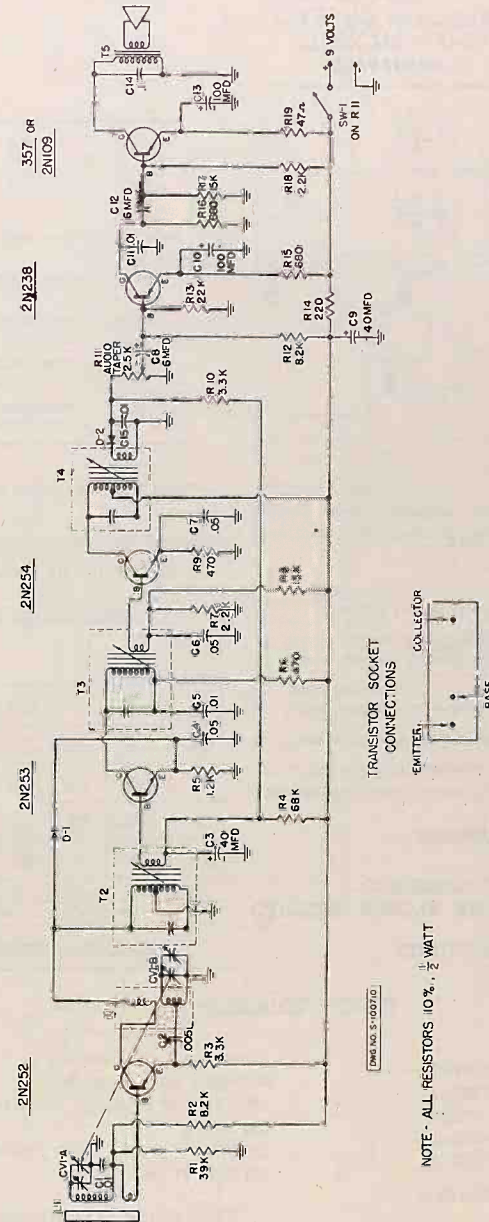 2N252
2N253
2N254
2N238
357 OR
2N109
L1
CV1-A
C1
.01
R1
39K
R2
8.2K
R3
3.3K
C2
.005
B
C
E
CV1-B
T2
C3
40
MFD
D-1
R4
68K
B
C
E
R5
1.2K
C4
.05
C5
.01
T3
C6
.05
R7
2.2K
B
C
E
R9
470
C7
.05
T4
D-2
C15
.01
R10
3.3K
R11
AUDIO
TAPER
2.5K
C8
6MFD
R12
8.2K
R13
22K
B
C
E
C11
.01
C10
100
MFD
R14
220
C9
40MFD
R15
680
C12
6MFD
R16
680
R17
15K
B
C
E
R18
2.2K
R19
47Ω
C13
100
MFD
C14
T5
SW-1
ON R11
9 VOLTS
+
-
TRANSISTOR SOCKET
CONNECTIONS
EMITTER
COLLECTOR
BASE
DWG. NO. S-100710
NOTE - ALL RESISTORS 10%, ½ WATT